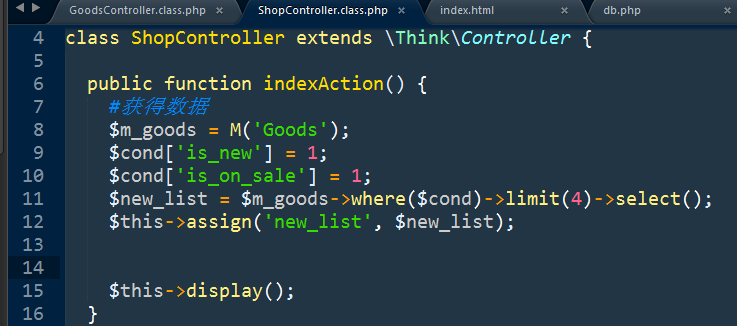 GoodsController.class.php × ShopController.class.php × index.html × db.php ×
4 class ShopController extends \Think\Controller {
5
6 public function indexAction() {
7 #获得数据
8 $m_goods = M('Goods');
9 $cond['is_new'] = 1;
10 $cond['is_on_sale'] = 1;
11 $new_list = $m_goods->where($cond)->limit(4)->select();
12 $this->assign('new_list', $new_list);
13
14
15 $this->display();
16 }